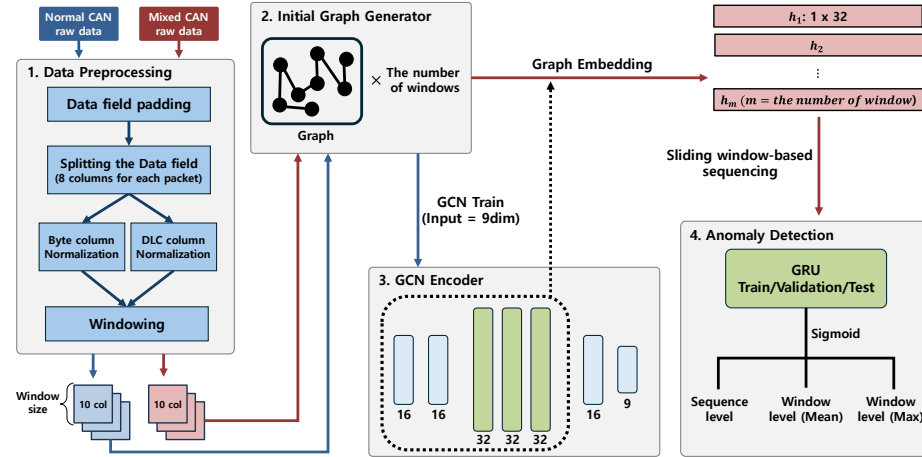 Normal CAN
raw data
Mixed CAN
raw data
1. Data Preprocessing
Data field padding
Splitting the Data field
(8 columns for each packet)
Byte column
Normalization
DLC column
Normalization
Windowing
Window
size
10 col
10 col
2. Initial Graph Generator
Graph
× The number
of windows
GCN Train
(Input = 9dim)
Graph Embedding
3. GCN Encoder
16
16
32
32
32
16
9
h₁: 1 x 32
h₂
⋮
hₘ (m = the number of window)
Sliding window-based
sequencing
4. Anomaly Detection
GRU
Train/Validation/Test
Sigmoid
Sequence
level
Window
level (Mean)
Window
level (Max)